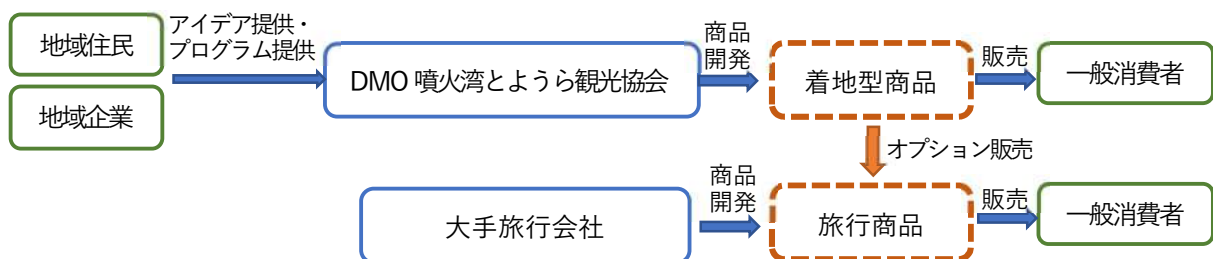 地域住民
地域企業
アイデア提供・
プログラム提供
DMO 噴火湾とようら観光協会
商品
開発
着地型商品
販売
一般消費者
オプション販売
大手旅行会社
商品
開発
旅行商品
販売
一般消費者